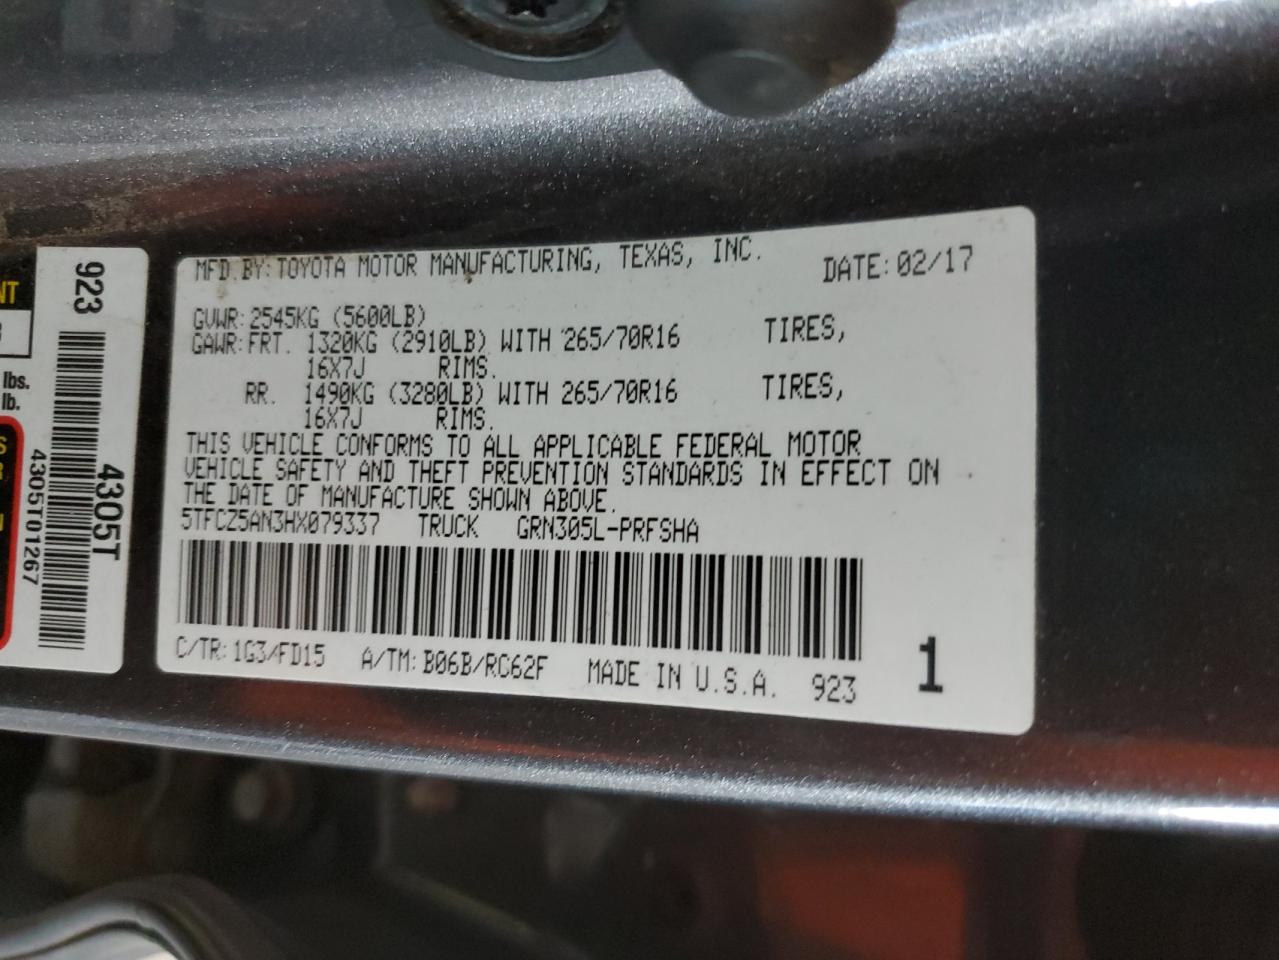 MFD.BY:TOYOTA MOTOR MANUFACTURING, TEXAS, INC. DATE:02/17
GVWR:2545KG (5600LB)
GAWR:FRT. 1320KG (2910LB) WITH 265/70R16 TIRES,
16X7J RIMS.
RR. 1490KG (3280LB) WITH 265/70R16 TIRES,
16X7J RIMS.
THIS VEHICLE CONFORMS TO ALL APPLICABLE FEDERAL MOTOR
VEHICLE SAFETY AND THEFT PREVENTION STANDARDS IN EFFECT ON
THE DATE OF MANUFACTURE SHOWN ABOVE.
5TFCZ5AN3HX079337 TRUCK GRN305L-PRFSHA
C/TR:1G3/FD15 A/TM:B06B/RC62F MADE IN U.S.A. 923
1
923
4305T
4305T01267
NT
lbs.
lb.